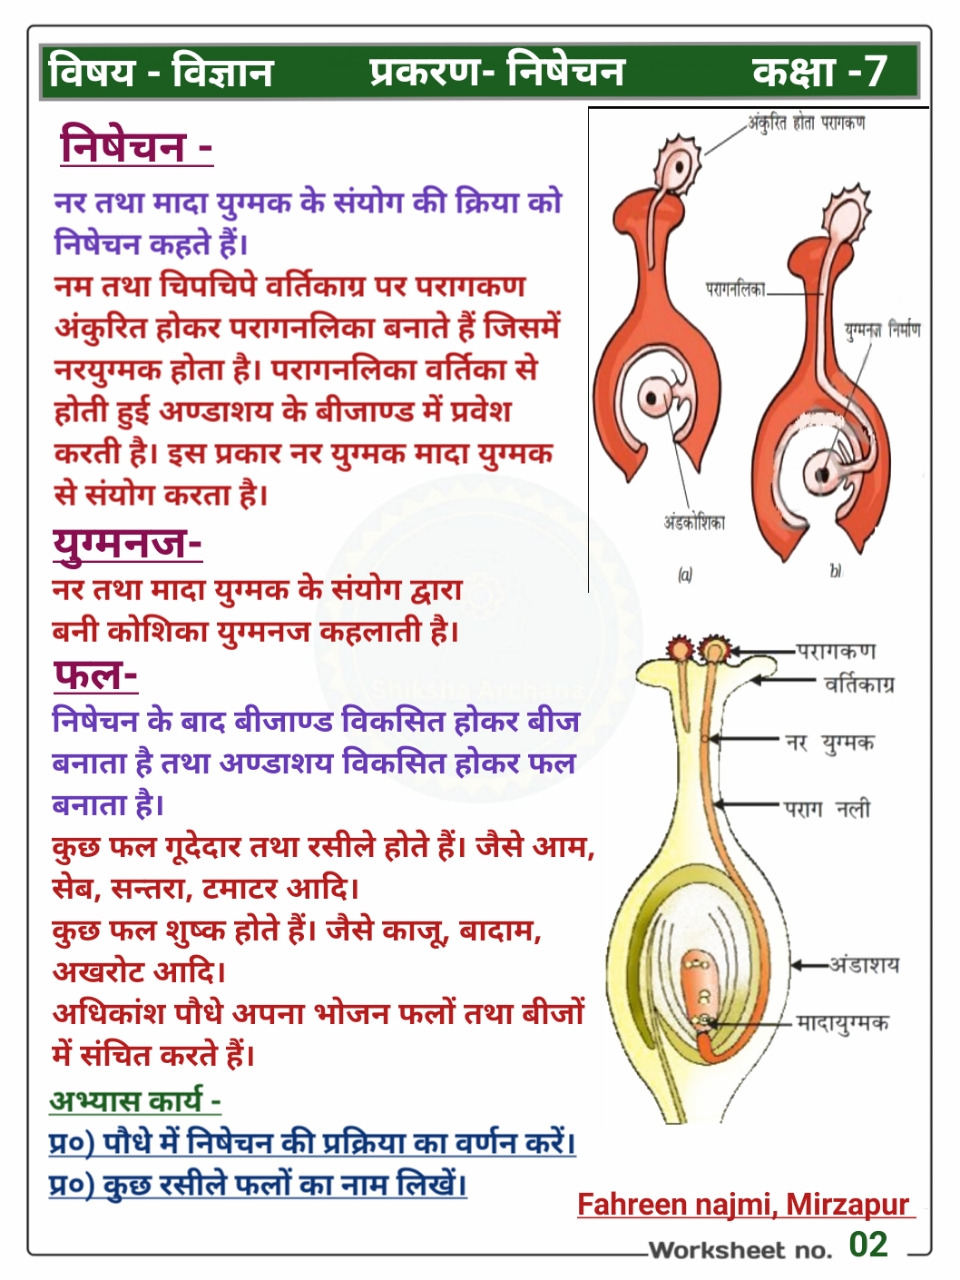 विषय - विज्ञान प्रकरण- निषेचन कक्षा -7
निषेचन -
नर तथा मादा युग्मक के संयोग की क्रिया को
निषेचन कहते हैं।
नम तथा चिपचिपे वर्तिकाग्र पर परागकण
अंकुरित होकर परागनलिका बनाते हैं जिसमें
नरयुग्मक होता है। परागनलिका वर्तिका से
होती हुई अण्डाशय के बीजाण्ड में प्रवेश
करती है। इस प्रकार नर युग्मक मादा युग्मक
से संयोग करता है।
युग्मनज-
नर तथा मादा युग्मक के संयोग द्वारा
बनी कोशिका युग्मनज कहलाती है।
फल-
निषेचन के बाद बीजाण्ड विकसित होकर बीज
बनाता है तथा अण्डाशय विकसित होकर फल
बनाता है।
कुछ फल गूदेदार तथा रसीले होते हैं। जैसे आम,
सेब, सन्तरा, टमाटर आदि।
कुछ फल शुष्क होते हैं। जैसे काजू, बादाम,
अखरोट आदि।
अधिकांश पौधे अपना भोजन फलों तथा बीजों
में संचित करते हैं।
अभ्यास कार्य -
प्र०) पौधे में निषेचन की प्रक्रिया का वर्णन करें।
प्र०) कुछ रसीले फलों का नाम लिखें।
अंकुरित होता परागकण
परागनलिका
युग्मनज निर्माण
अंडकोशिका
(a)
b)
परागकण
वर्तिकाग्र
नर युग्मक
पराग नली
अंडाशय
मादायुग्मक
Shiksha Archana
Fahreen najmi, Mirzapur
Worksheet no. 02